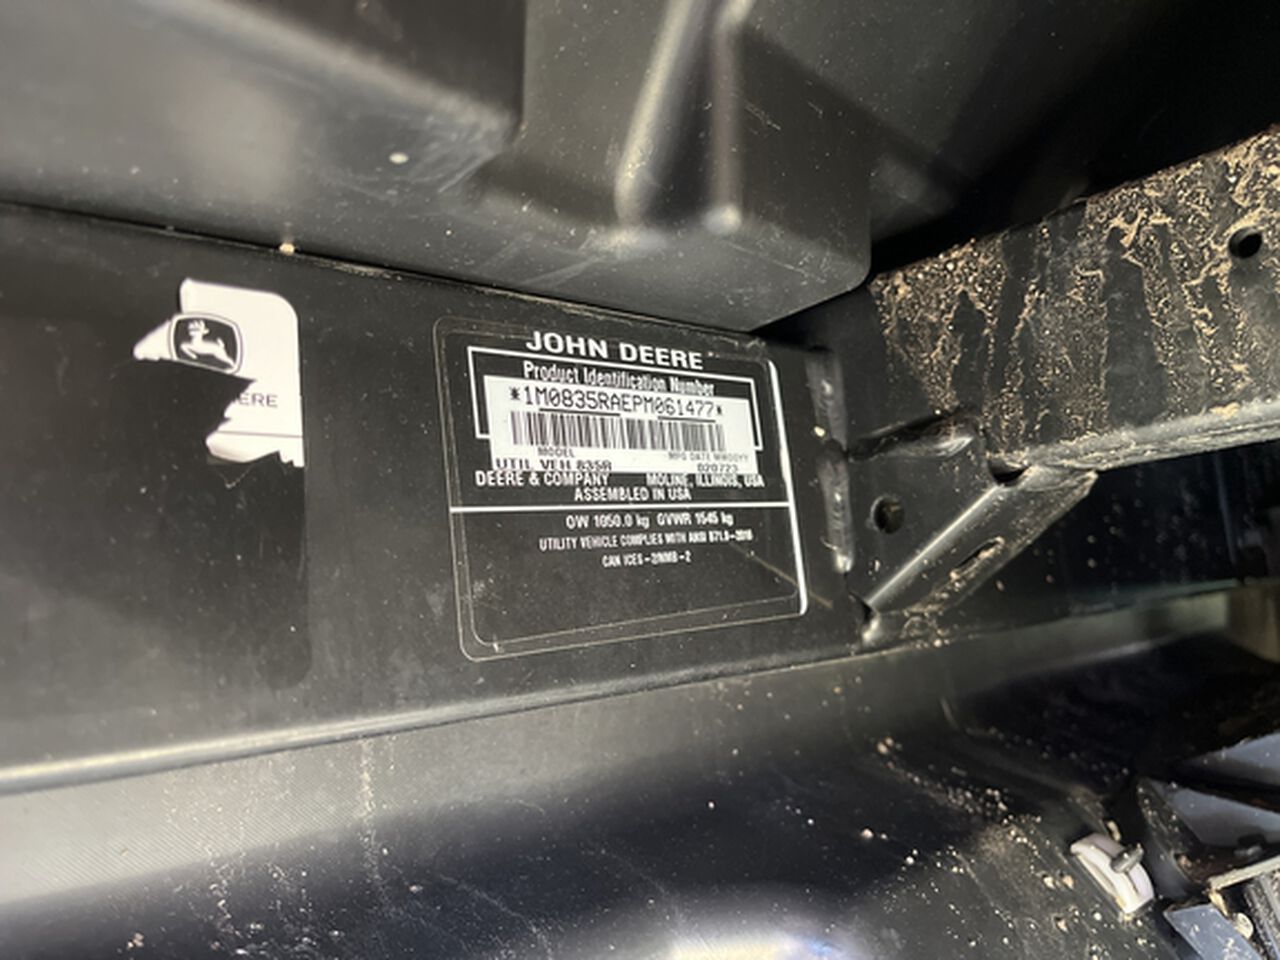 ERE
JOHN DEERE
Product Identification Number
*1M0835RAEPM061477*
MODEL MFG DATE MMDDYY
UTIL VEH 835R 020723
DEERE & COMPANY MOLINE, ILLINOIS, USA
ASSEMBLED IN USA
OW 1050.0 kg GVWR 1545 kg
UTILITY VEHICLE COMPLIES WITH ANSI B71.9-2016
CAN ICES-2/NMB-2